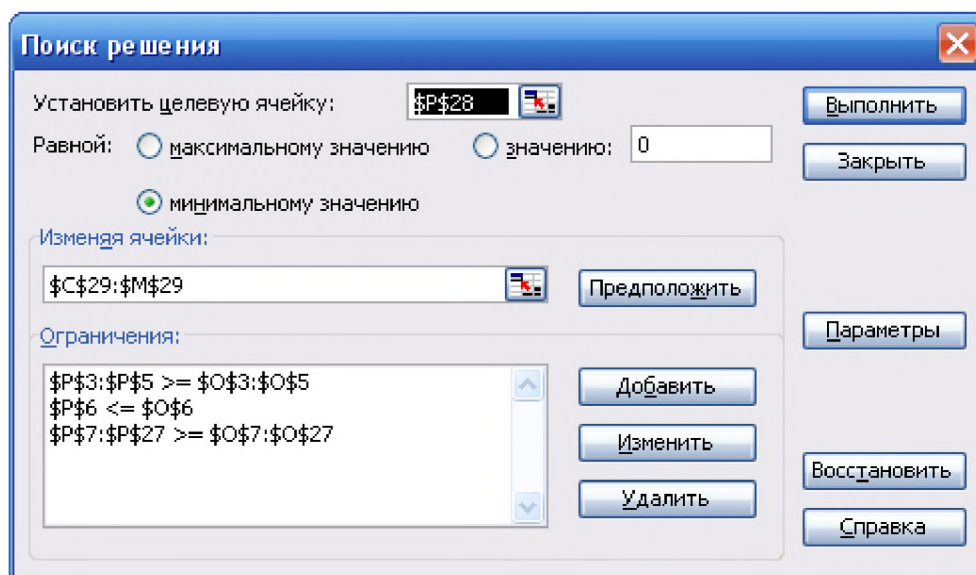 Поиск решения
Установить целевую ячейку: $P$28
Выполнить
Равной: максимальному значению значению: 0
Закрыть
минимальному значению
Изменяя ячейки:
$C$29:$M$29
Предположить
Параметры
Ограничения:
$P$3:$P$5 >= $O$3:$O$5
$P$6 <= $O$6
$P$7:$P$27 >= $O$7:$O$27
Добавить
Изменить
Удалить
Восстановить
Справка